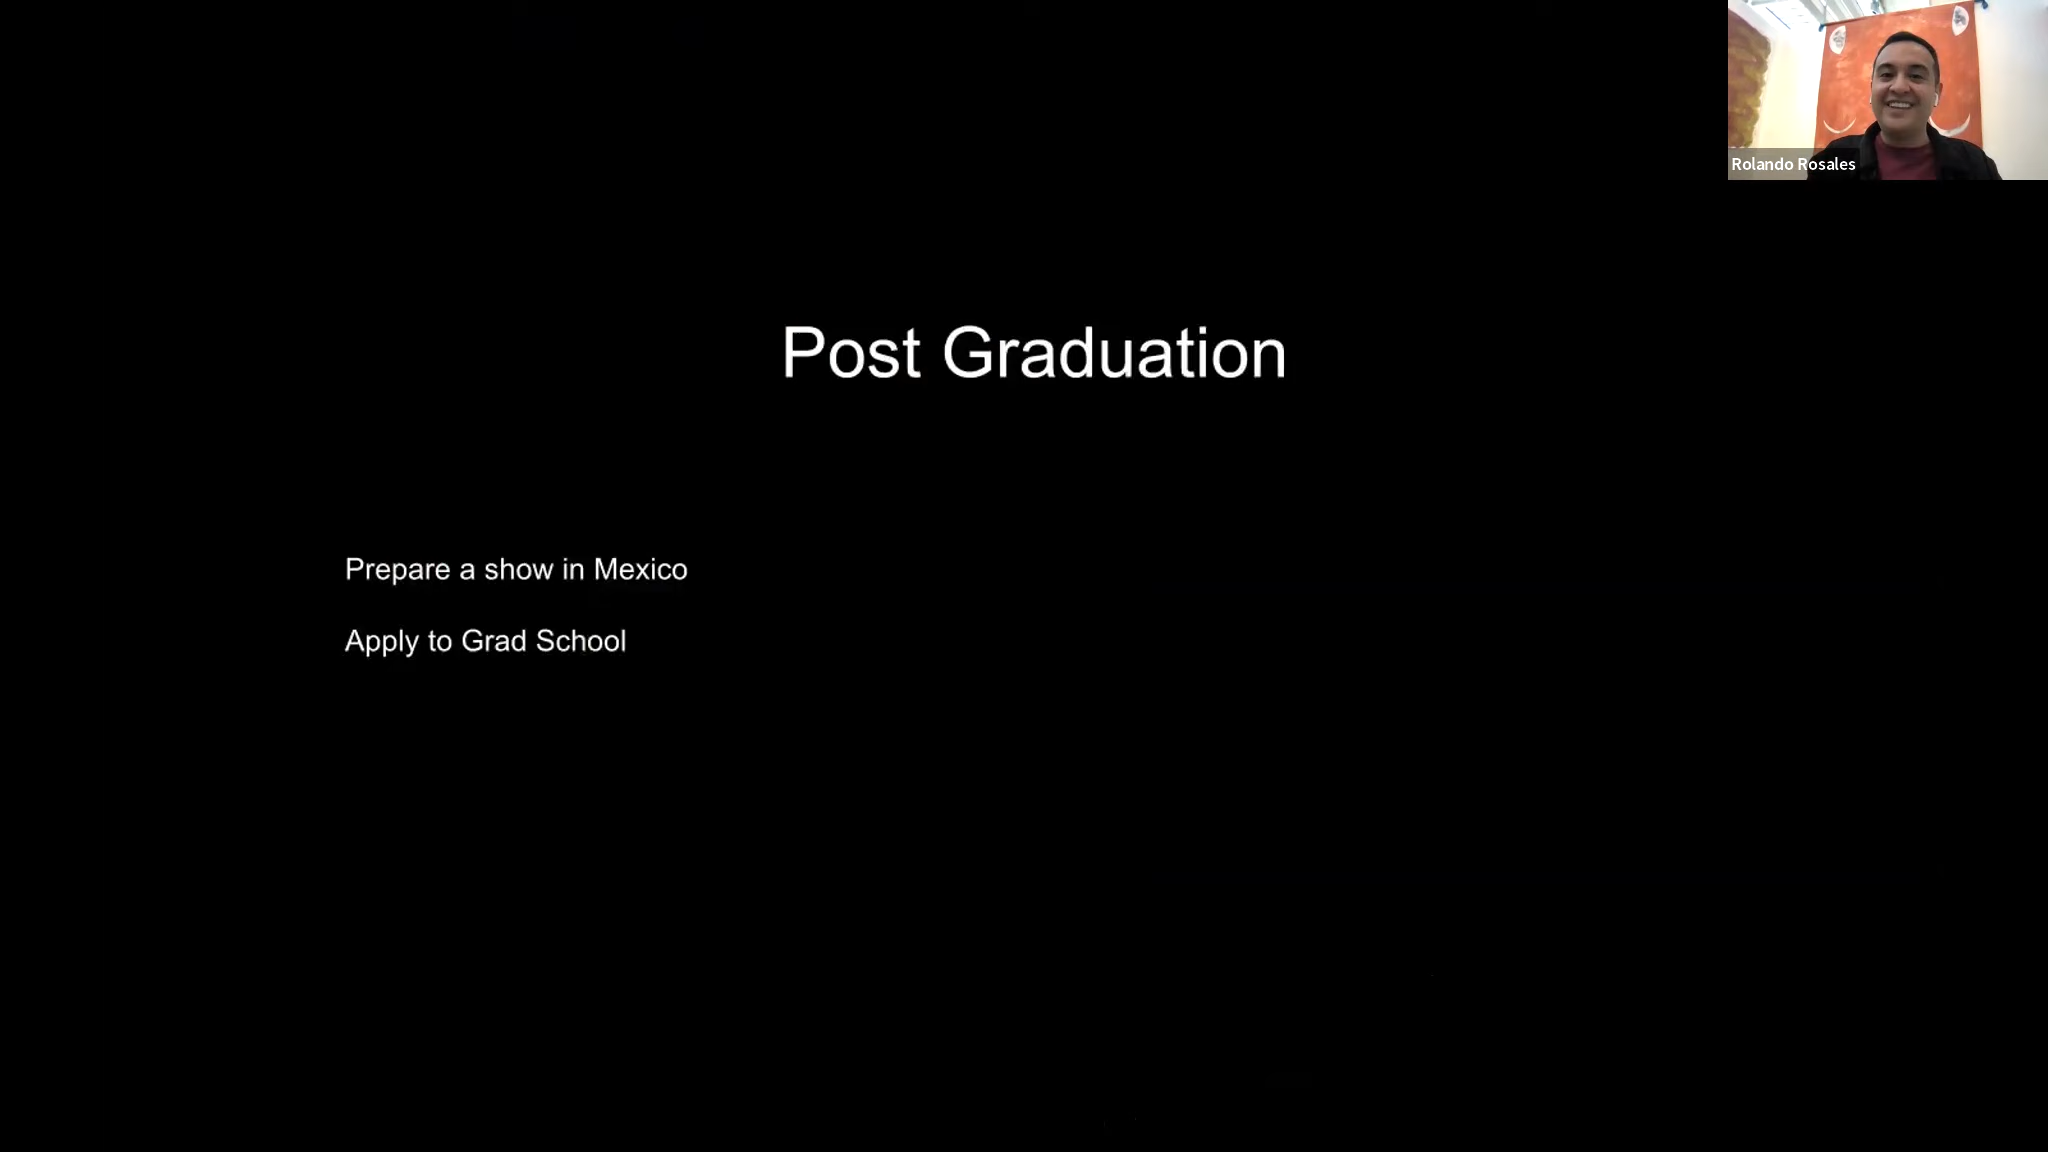 Rolando Rosales
Post Graduation
Prepare a show in Mexico
Apply to Grad School